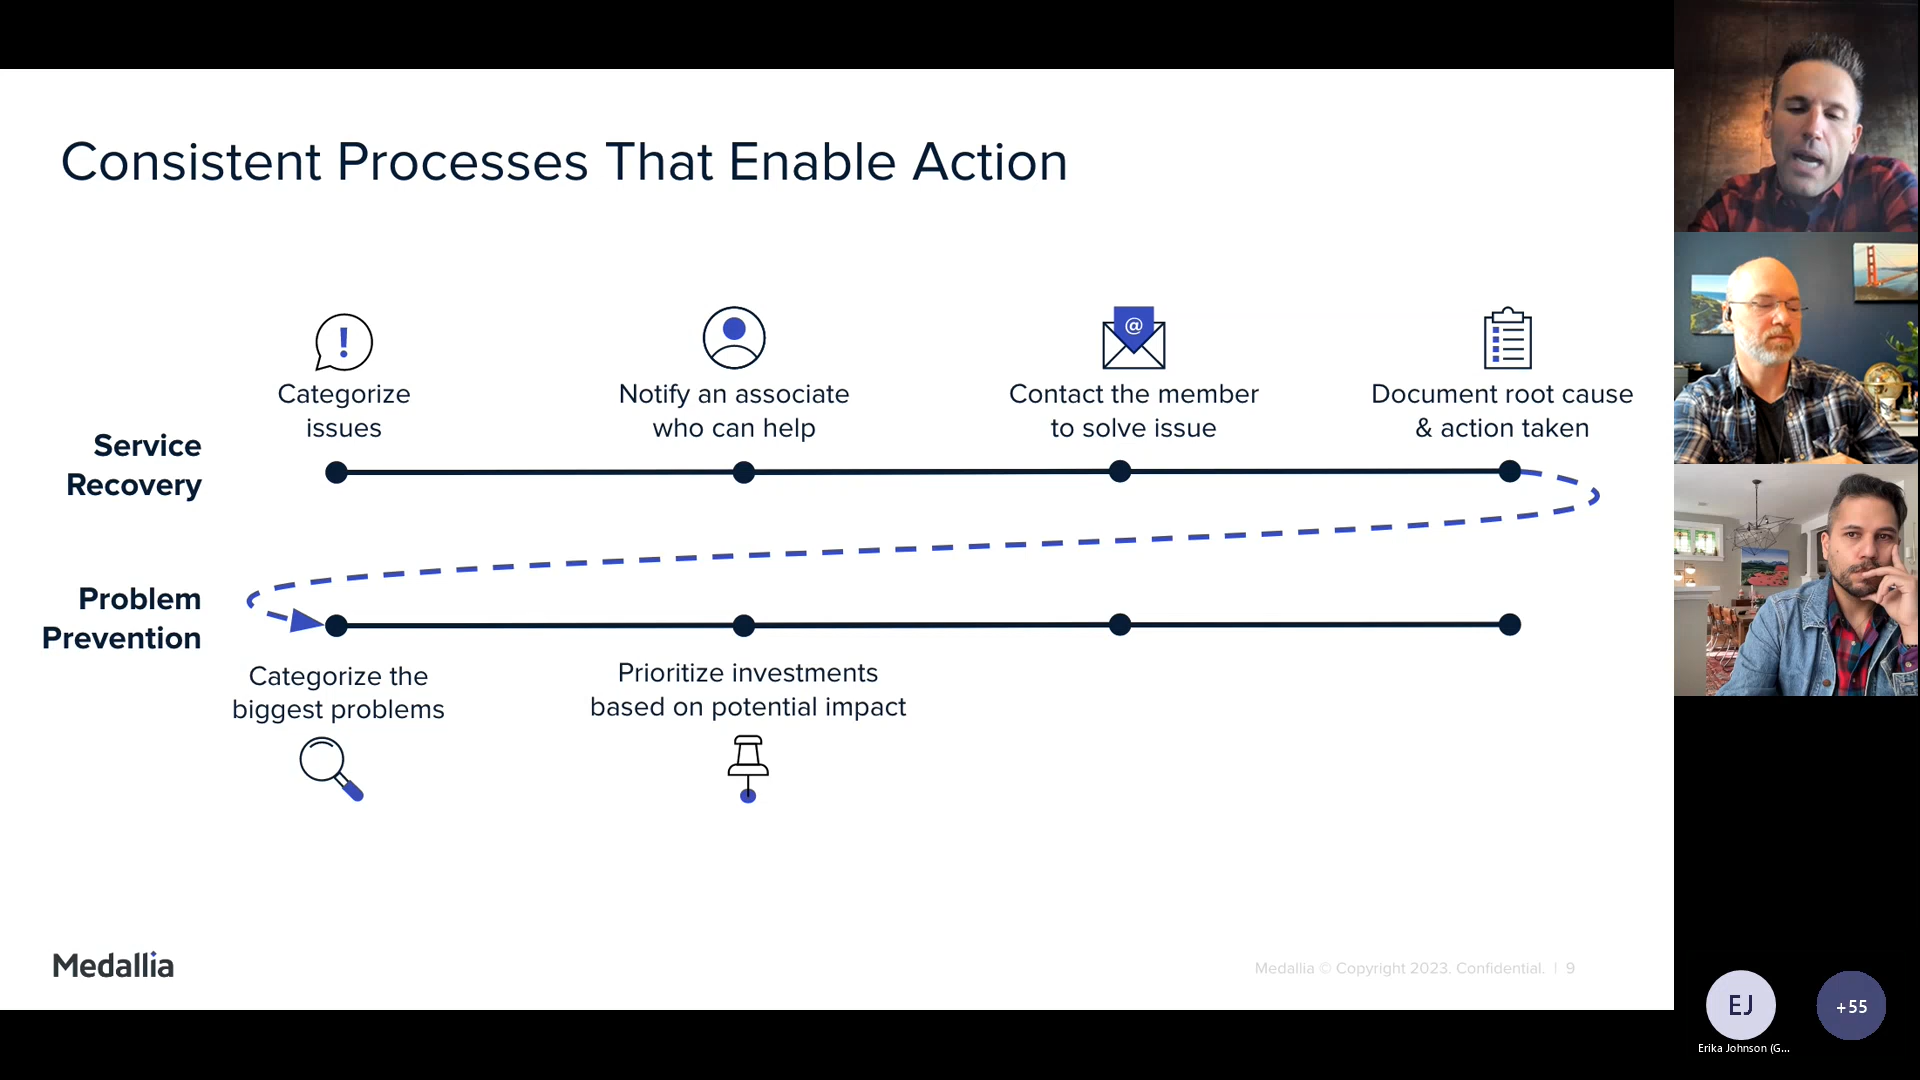 Consistent Processes That Enable Action
!
@
Categorize
issues
Notify an associate
who can help
Contact the member
to solve issue
Document root cause
& action taken
Service
Recovery
Problem
Prevention
Categorize the
biggest problems
Prioritize investments
based on potential impact
Medallia
Medallia © Copyright 2023. Confidential. | 9
EJ
+55
Erika Johnson (G...